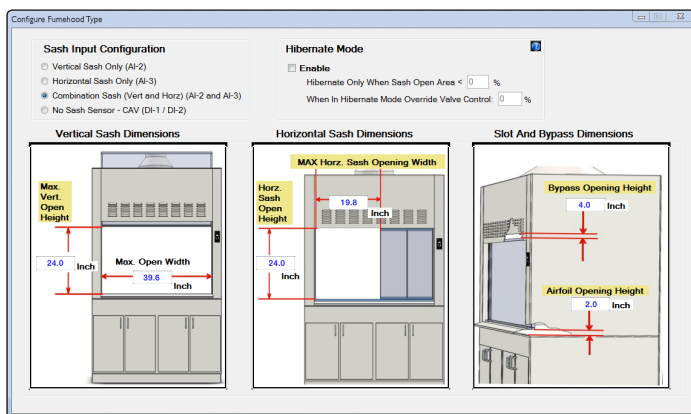 Configure Fumehood Type
Sash Input Configuration
Vertical Sash Only (AI-2)
Horizontal Sash Only (AI-3)
Combination Sash (Vert and Horz) (AI-2 and AI-3)
No Sash Sensor - CAV (DI-1 / DI-2)
Hibernate Mode
Enable
Hibernate Only When Sash Open Area < 0 %
When In Hibernate Mode Override Valve Control: 0 %
Vertical Sash Dimensions
Max.
Vert.
Open
Height
24.0 Inch
Max. Open Width
39.6
Inch
Horizontal Sash Dimensions
MAX Horz. Sash Opening Width
Horz.
Sash
Open
Height
19.8
Inch
24.0
Inch
Slot And Bypass Dimensions
Bypass Opening Height
4.0 Inch
Airfoil Opening Height
2.0 Inch